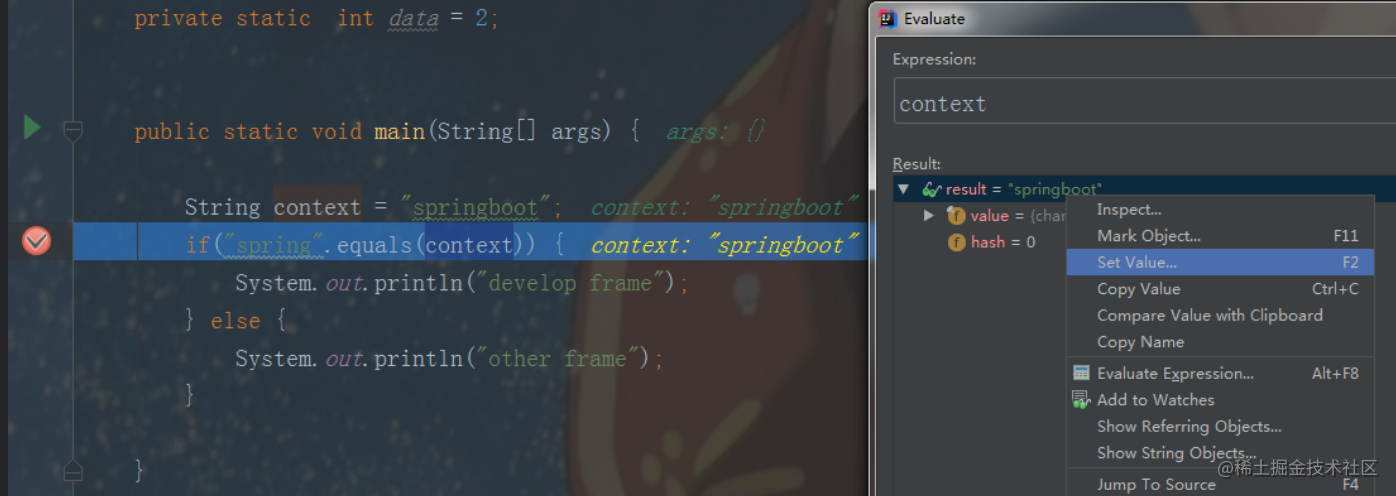 private static int data = 2;
public static void main(String[] args) { args: {}
String context = "springboot"; context: "springboot"
if("spring".equals(context)) { context: "springboot"
System.out.println("develop frame");
} else {
System.out.println("other frame");
}
}
Evaluate
Expression:
context
Result:
result = "springboot"
value = {char
hash = 0
Inspect...
Mark Object... F11
Set Value... F2
Copy Value Ctrl+C
Compare Value with Clipboard
Copy Name
Evaluate Expression... Alt+F8
Add to Watches
Show Referring Objects...
Show String Objects...
Jump To Source F4
@稀土掘金技术社区